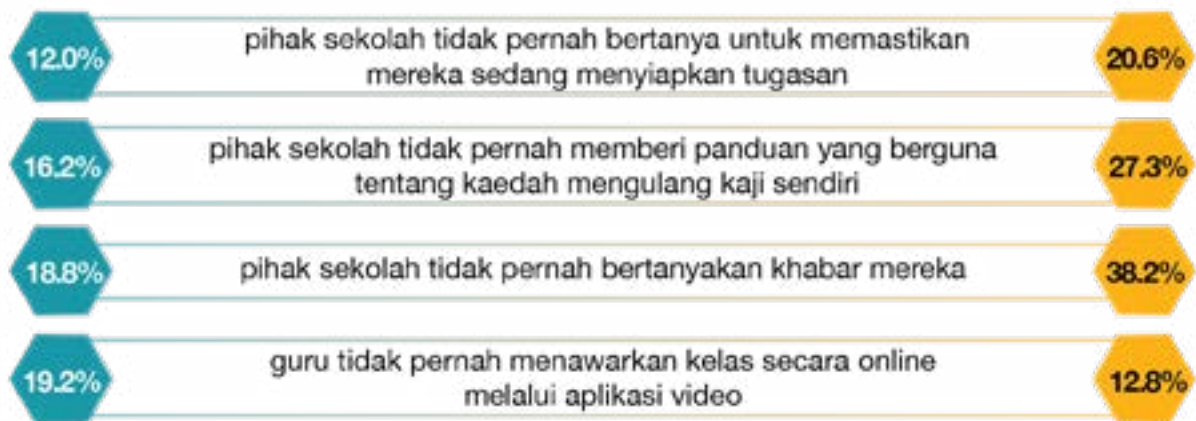 12.0%
pihak sekolah tidak pernah bertanya untuk memastikan
mereka sedang menyiapkan tugasan
20.6%
16.2%
pihak sekolah tidak pernah memberi panduan yang berguna
tentang kaedah mengulang kaji sendiri
27.3%
18.8%
pihak sekolah tidak pernah bertanyakan khabar mereka
38.2%
19.2%
guru tidak pernah menawarkan kelas secara online
melalui aplikasi video
12.8%